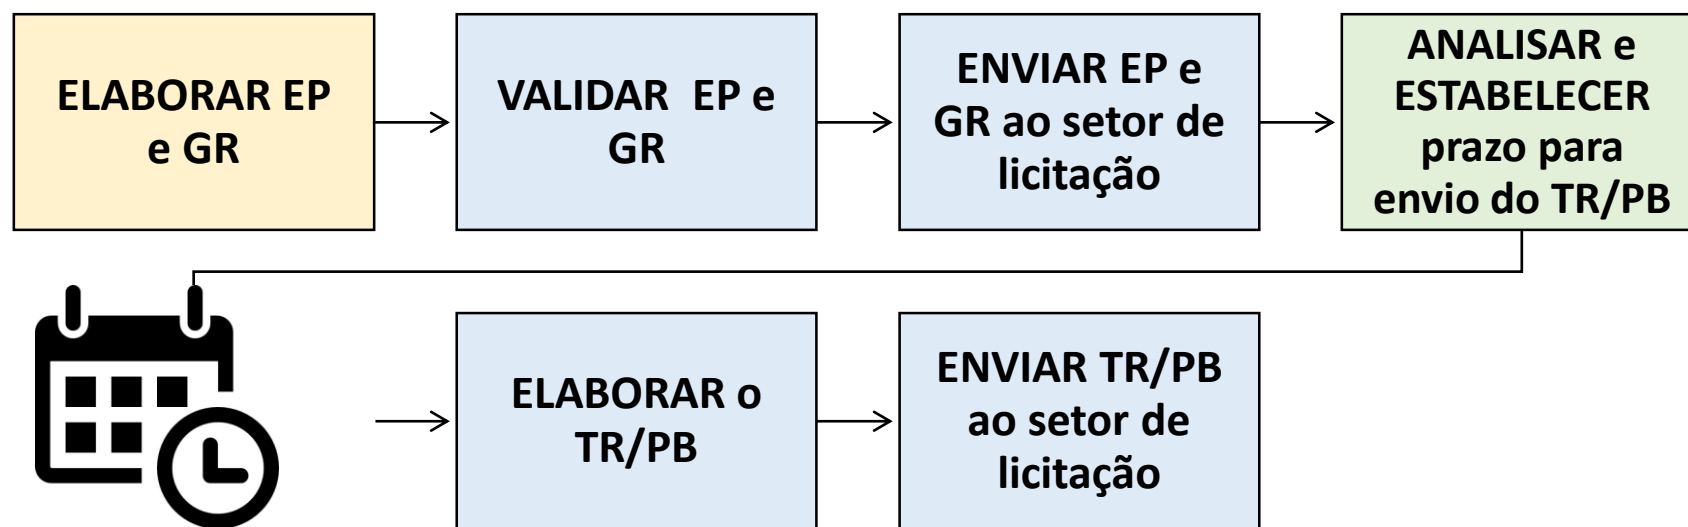 ELABORAR EP
e GR
VALIDAR EP e
GR
ENVIAR EP e
GR ao setor de
licitação
ANALISAR e
ESTABELECER
prazo para
envio do TR/PB
ELABORAR o
TR/PB
ENVIAR TR/PB
ao setor de
licitação